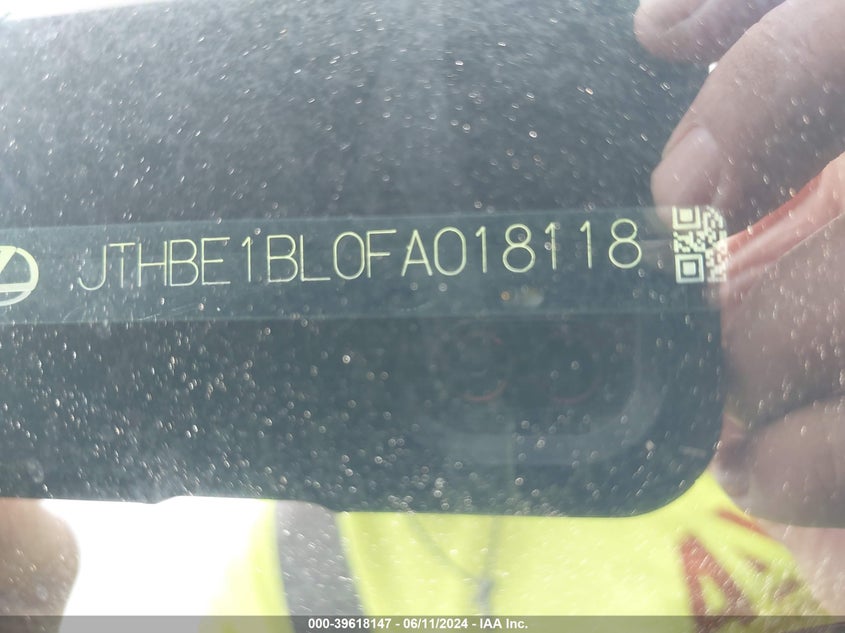 JTHBE1BL0FA018118
000-39618147 - 06/11/2024 - IAA Inc.